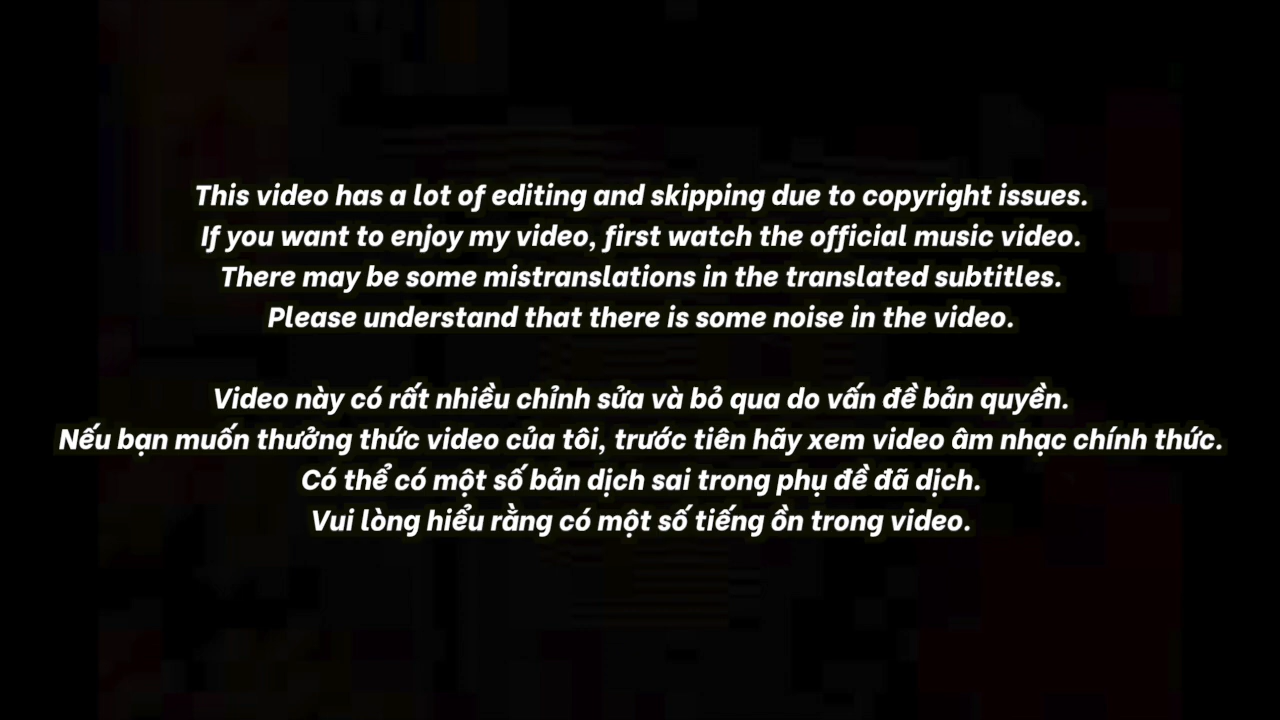 This video has a lot of editing and skipping due to copyright issues.
If you want to enjoy my video, first watch the official music video.
There may be some mistranslations in the translated subtitles.
Please understand that there is some noise in the video.
Video này có rất nhiều chỉnh sửa và bỏ qua do vấn đề bản quyền.
Nếu bạn muốn thưởng thức video của tôi, trước tiên hãy xem video âm nhạc chính thức.
Có thể có một số bản dịch sai trong phụ đề đã dịch.
Vui lòng hiểu rằng có một số tiếng ồn trong video.